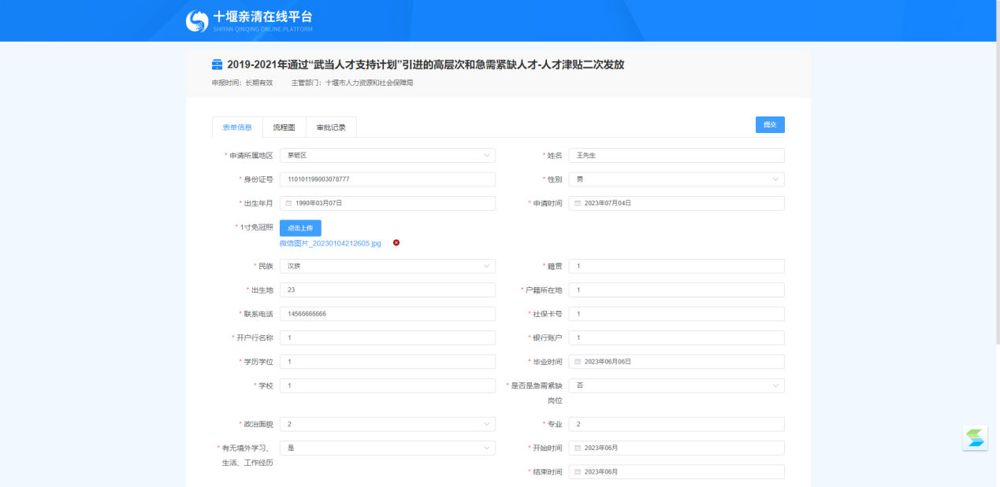 十堰亲清在线平台
SHIYAN QINQING ONLINE PLATFORM
2019-2021年通过“武当人才支持计划”引进的高层次和急需紧缺人才-人才津贴二次发放
申报时间：长期有效 主管部门：十堰市人力资源和社会保障局
表单信息 流程图 审批记录 提交
* 申请所属地区 茅箭区 * 姓名 王先生
* 身份证号 110101199003078777 * 性别 男
* 出生年月 1990年03月07日 * 申请时间 2023年07月04日
* 1寸免冠照 点击上传
微信图片_20230104212605.jpg
* 民族 汉族 * 籍贯 1
* 出生地 23 * 户籍所在地 1
* 联系电话 14566666666 * 社保卡号 1
* 开户行名称 1 * 银行账户 1
* 学历学位 1 * 毕业时间 2023年06月06日
* 学校 1 * 是否是急需紧缺 否
岗位
* 政治面貌 2 * 专业 2
* 有无境外学习、 是 * 开始时间 2023年06月
生活、工作经历
* 结束时间 2023年06月